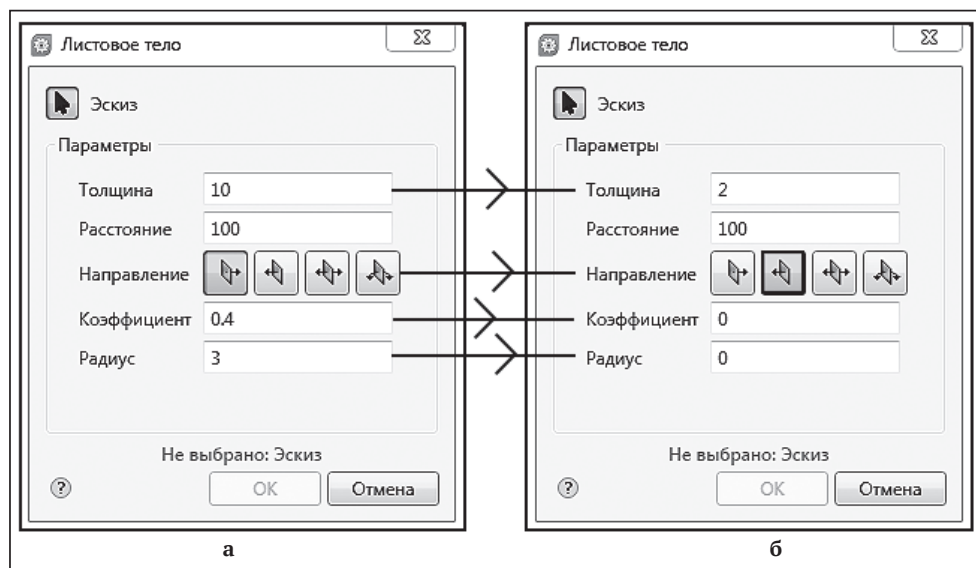 Листовое тело
Эскиз
Параметры
Толщина 10
Расстояние 100
Направление
Коэффициент 0.4
Радиус 3
Не выбрано: Эскиз
? OK Отмена
а
Листовое тело
Эскиз
Параметры
Толщина 2
Расстояние 100
Направление
Коэффициент 0
Радиус 0
Не выбрано: Эскиз
? OK Отмена
б